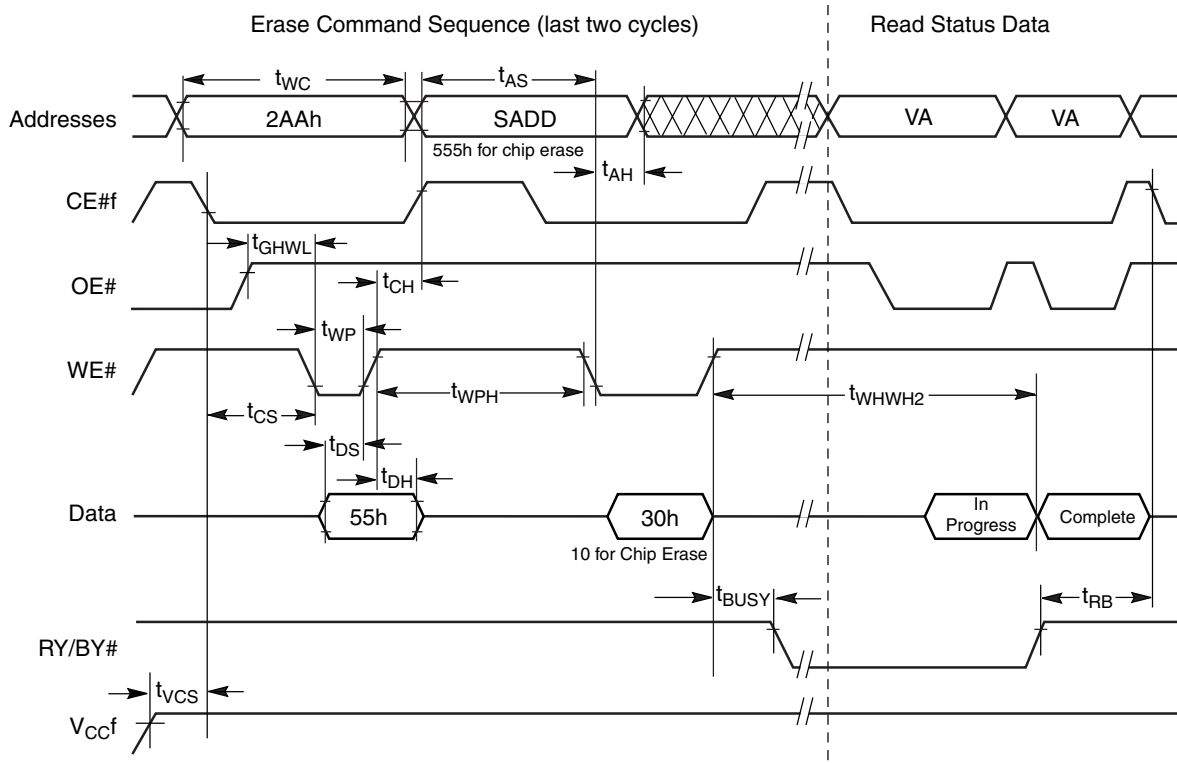 Erase Command Sequence (last two cycles)
Read Status Data
tWC
tAS
Addresses
2AAh
SADD
VA
VA
555h for chip erase
tAH
CE#f
tGHWL
OE#
tCH
tWP
WE#
tWPH
tWHWH2
tCS
tDS
tDH
Data
55h
30h
In
Progress
Complete
10 for Chip Erase
tBUSY
tRB
RY/BY#
tVCS
VCCf